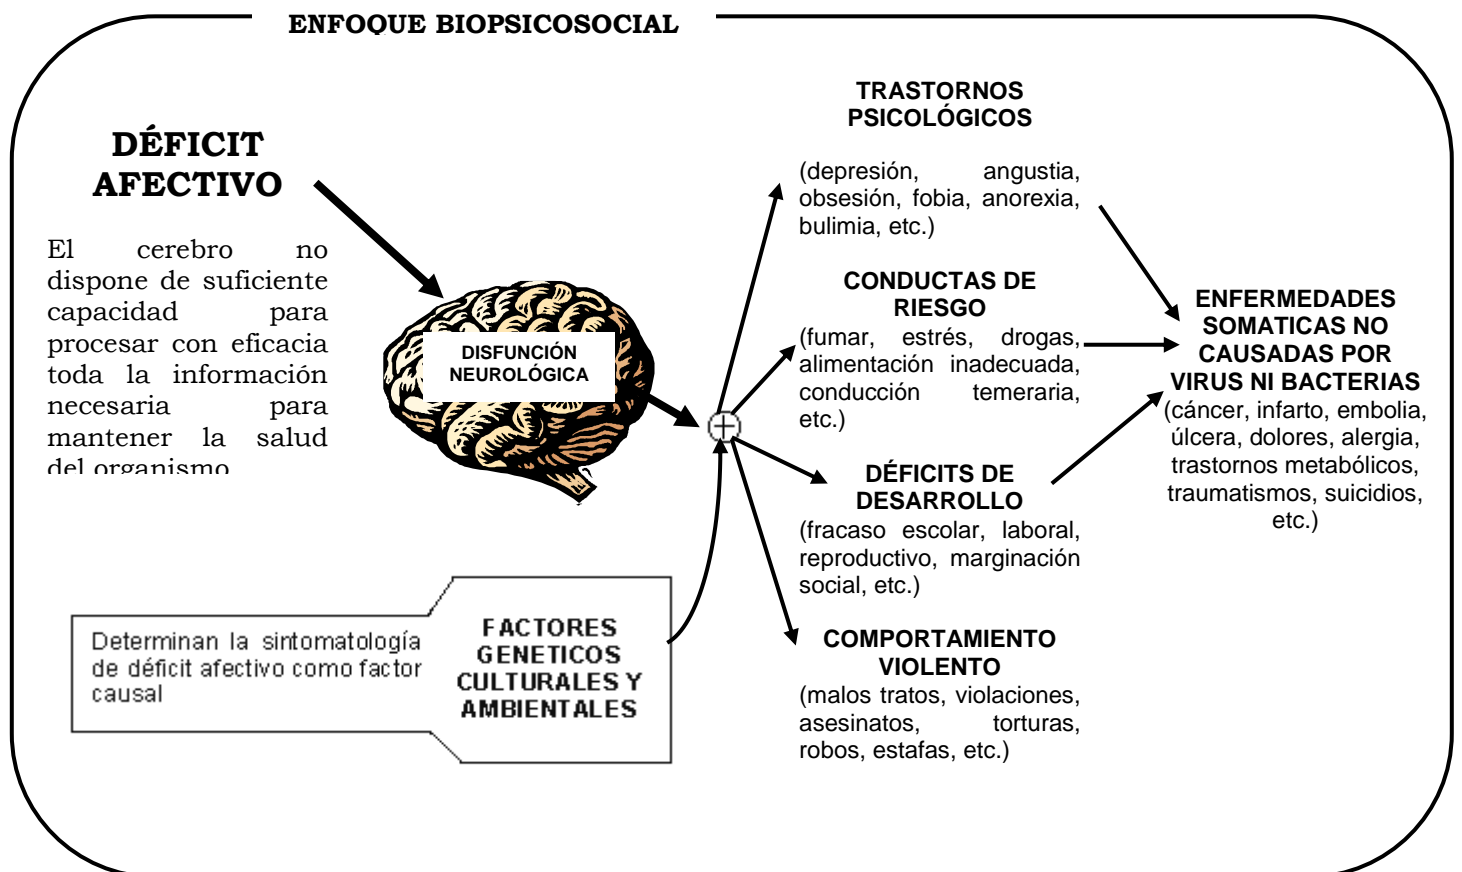 ENFOQUE BIOPSICOSOCIAL
DÉFICIT
AFECTIVO
El cerebro no
dispone de suficiente
capacidad para
procesar con eficacia
toda la información
necesaria para
mantener la salud
del organismo
DISFUNCIÓN
NEUROLÓGICA
Determinan la sintomatología
de déficit afectivo como factor
causal
FACTORES
GENETICOS
CULTURALES Y
AMBIENTALES
TRASTORNOS
PSICOLÓGICOS
(depresión, angustia,
obsesión, fobia, anorexia,
bulimia, etc.)
CONDUCTAS DE
RIESGO
(fumar, estrés, drogas,
alimentación inadecuada,
conducción temeraria,
etc.)
DÉFICITS DE
DESARROLLO
(fracaso escolar, laboral,
reproductivo, marginación
social, etc.)
COMPORTAMIENTO
VIOLENTO
(malos tratos, violaciones,
asesinatos, torturas,
robos, estafas, etc.)
ENFERMEDADES
SOMATICAS NO
CAUSADAS POR
VIRUS NI BACTERIAS
(cáncer, infarto, embolia,
úlcera, dolores, alergia,
trastornos metabólicos,
traumatismos, suicidios,
etc.)